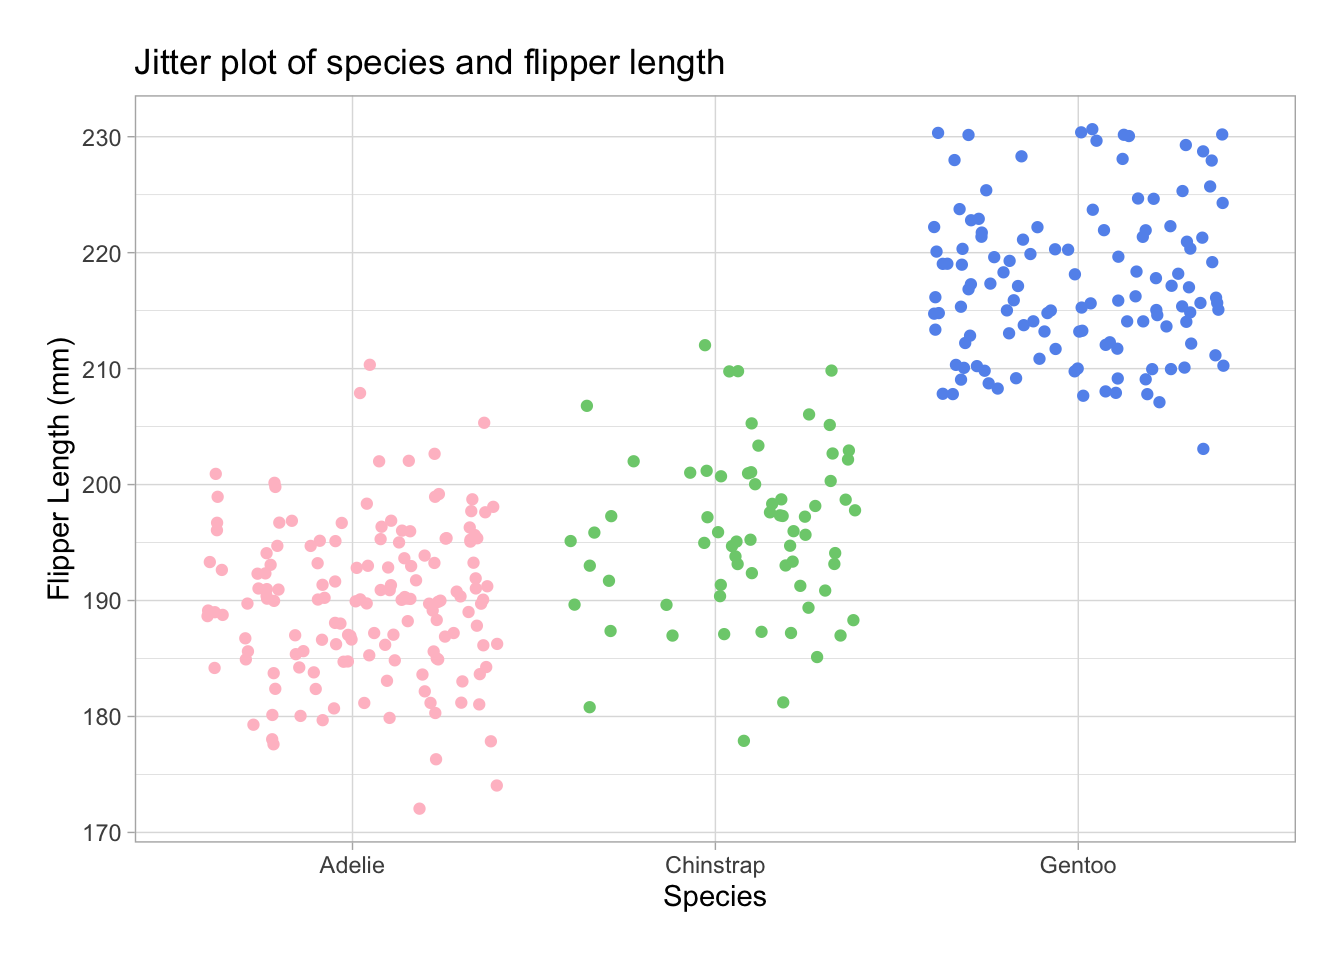 Jitter plot of species and flipper length
Flipper Length (mm)
230
220
210
200
190
180
170
Adelie
Chinstrap
Gentoo
Species